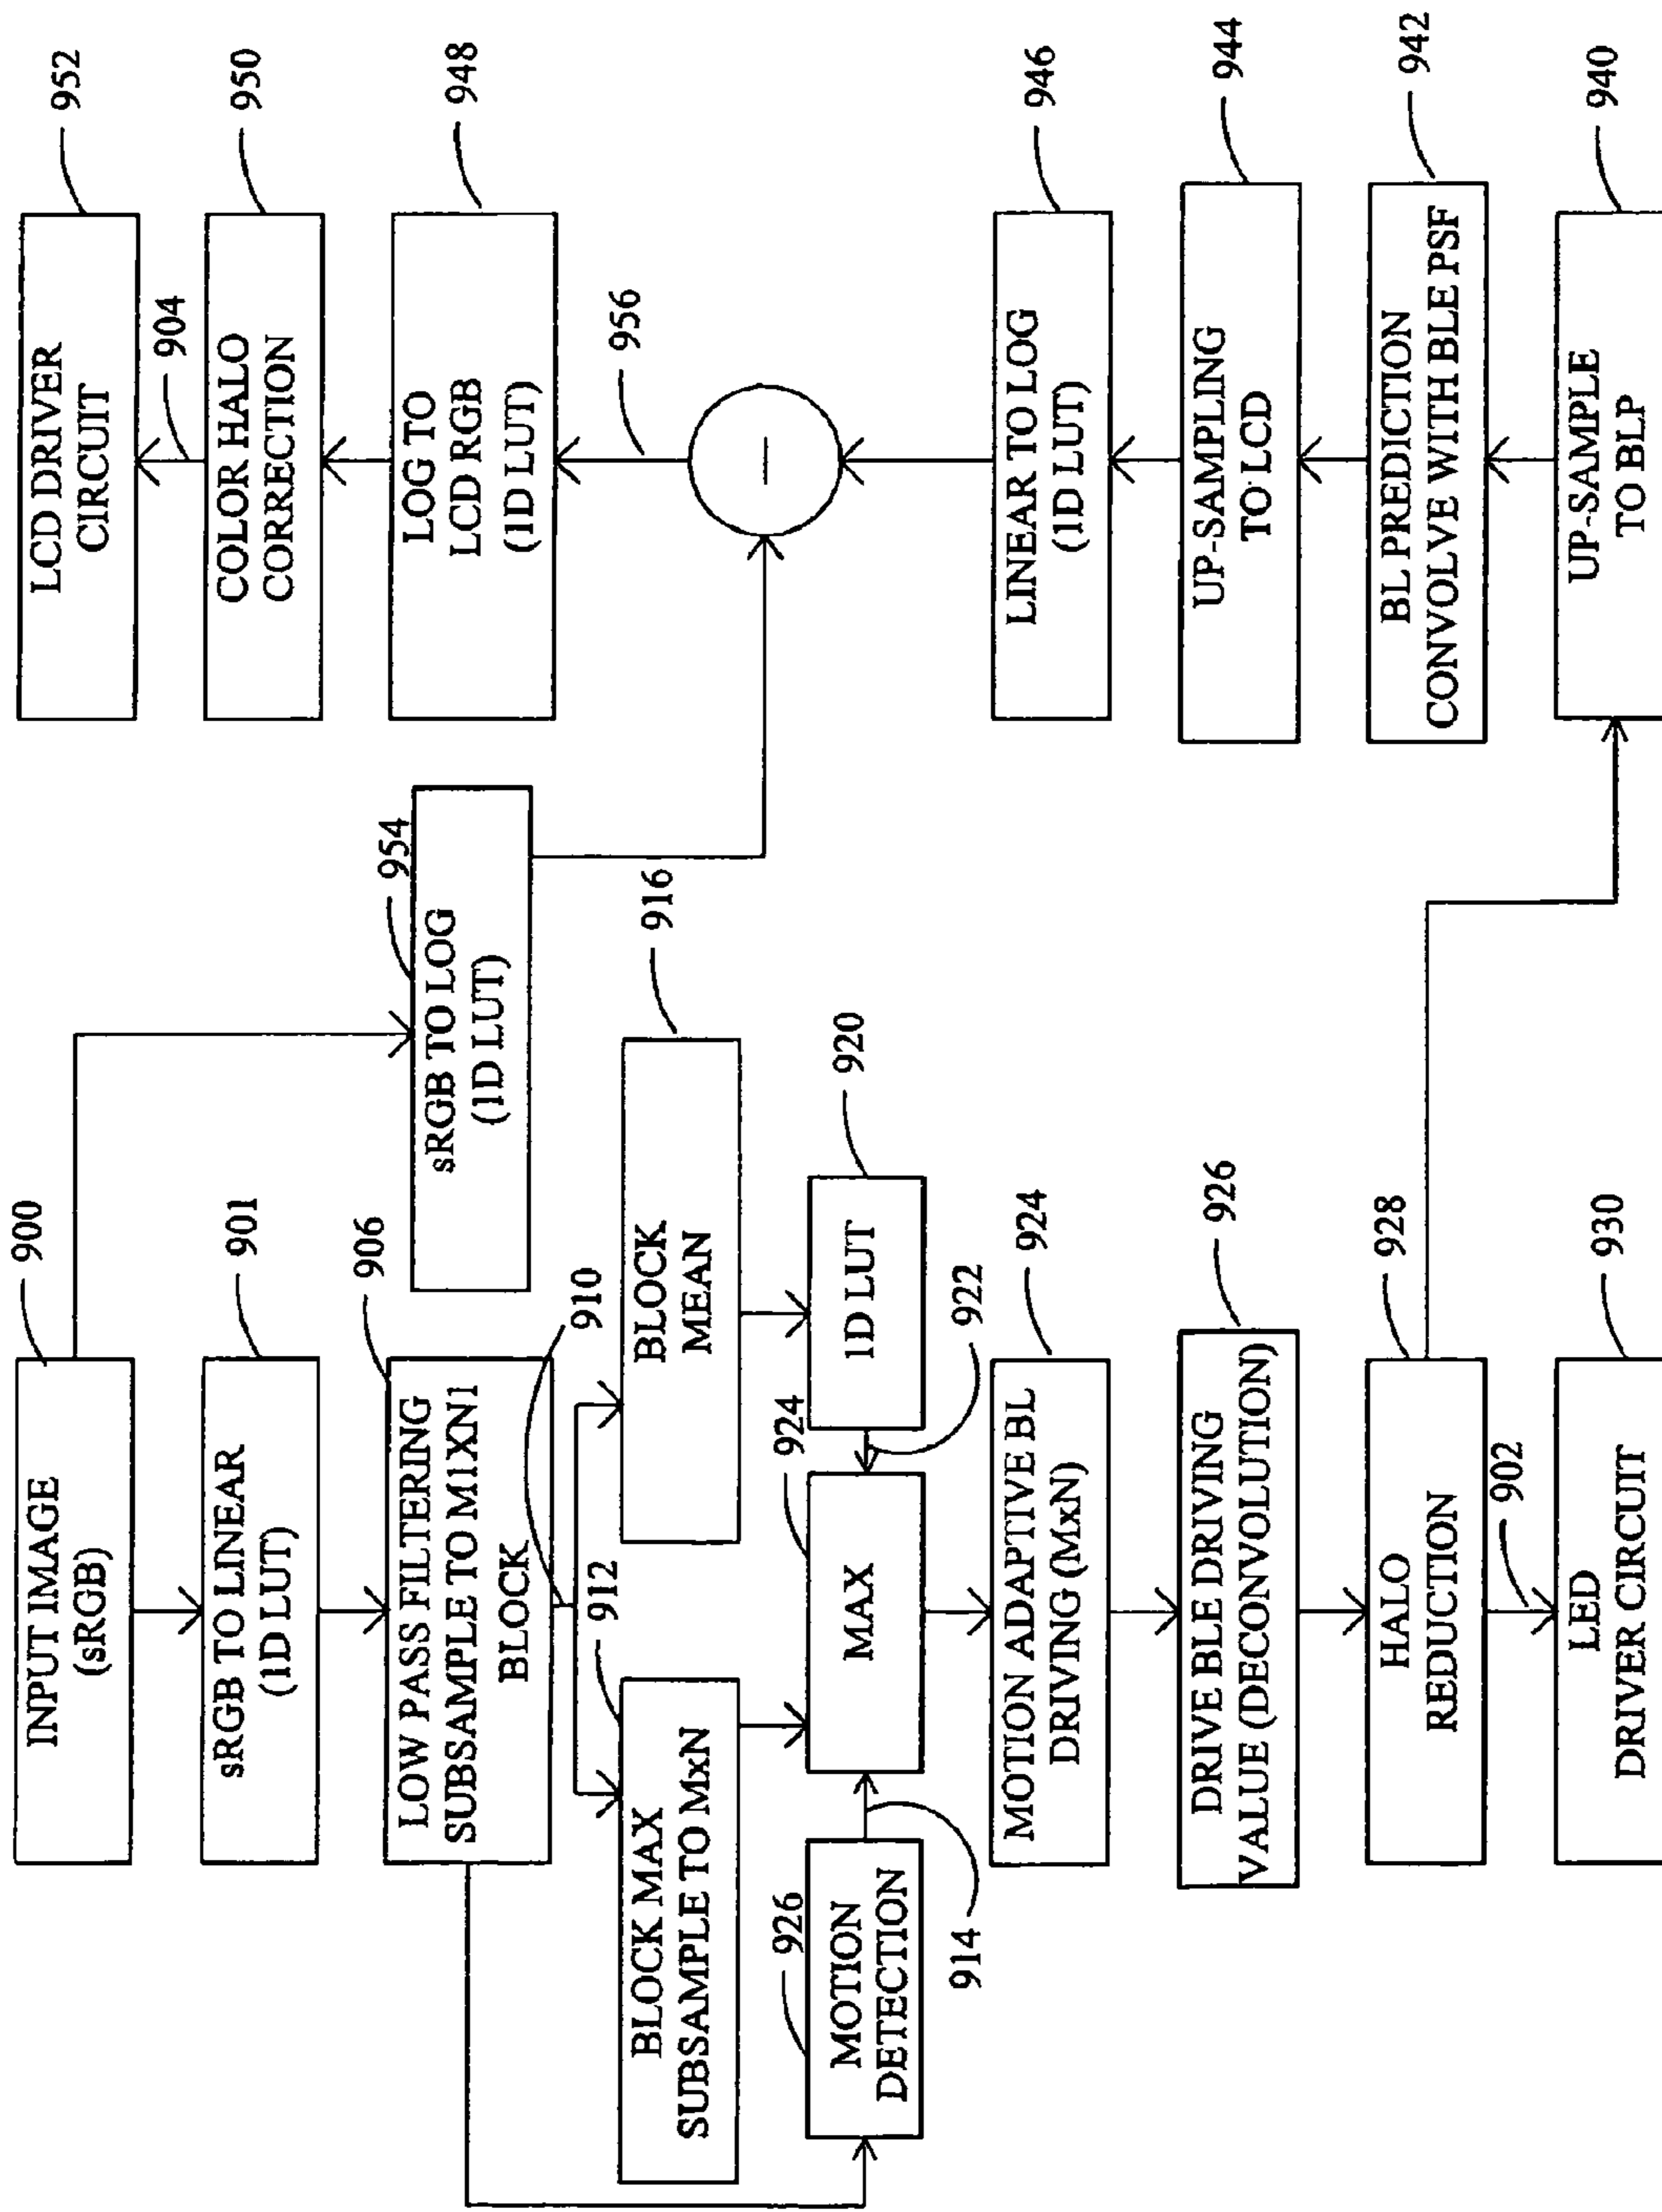 INPUT IMAGE
(sRGB)
900
sRGB TO LINEAR
(1D LUT)
901
LOW PASS FILTERING
SUBSAMPLE TO M1XN1
BLOCK
906
910
BLOCK MAX
SUBSAMPLE TO MxN
912
BLOCK
MEAN
916
MOTION
DETECTION
926
914
MAX
924
1D LUT
920
922
MOTION ADAPTIVE BL
DRIVING (MxN)
924
DRIVE BLE DRIVING
VALUE (DECONVOLUTION)
926
HALO
REDUCTION
928
902
LED
DRIVER CIRCUIT
930
sRGB TO LOG
(1D LUT)
954
LCD DRIVER
CIRCUIT
952
904
COLOR HALO
CORRECTION
950
LOG TO
LCD RGB
(1D LUT)
948
956
−
LINEAR TO LOG
(1D LUT)
946
UP-SAMPLING
TO LCD
944
BL PREDICTION
CONVOLVE WITH BLE PSF
942
UP-SAMPLE
TO BLP
940